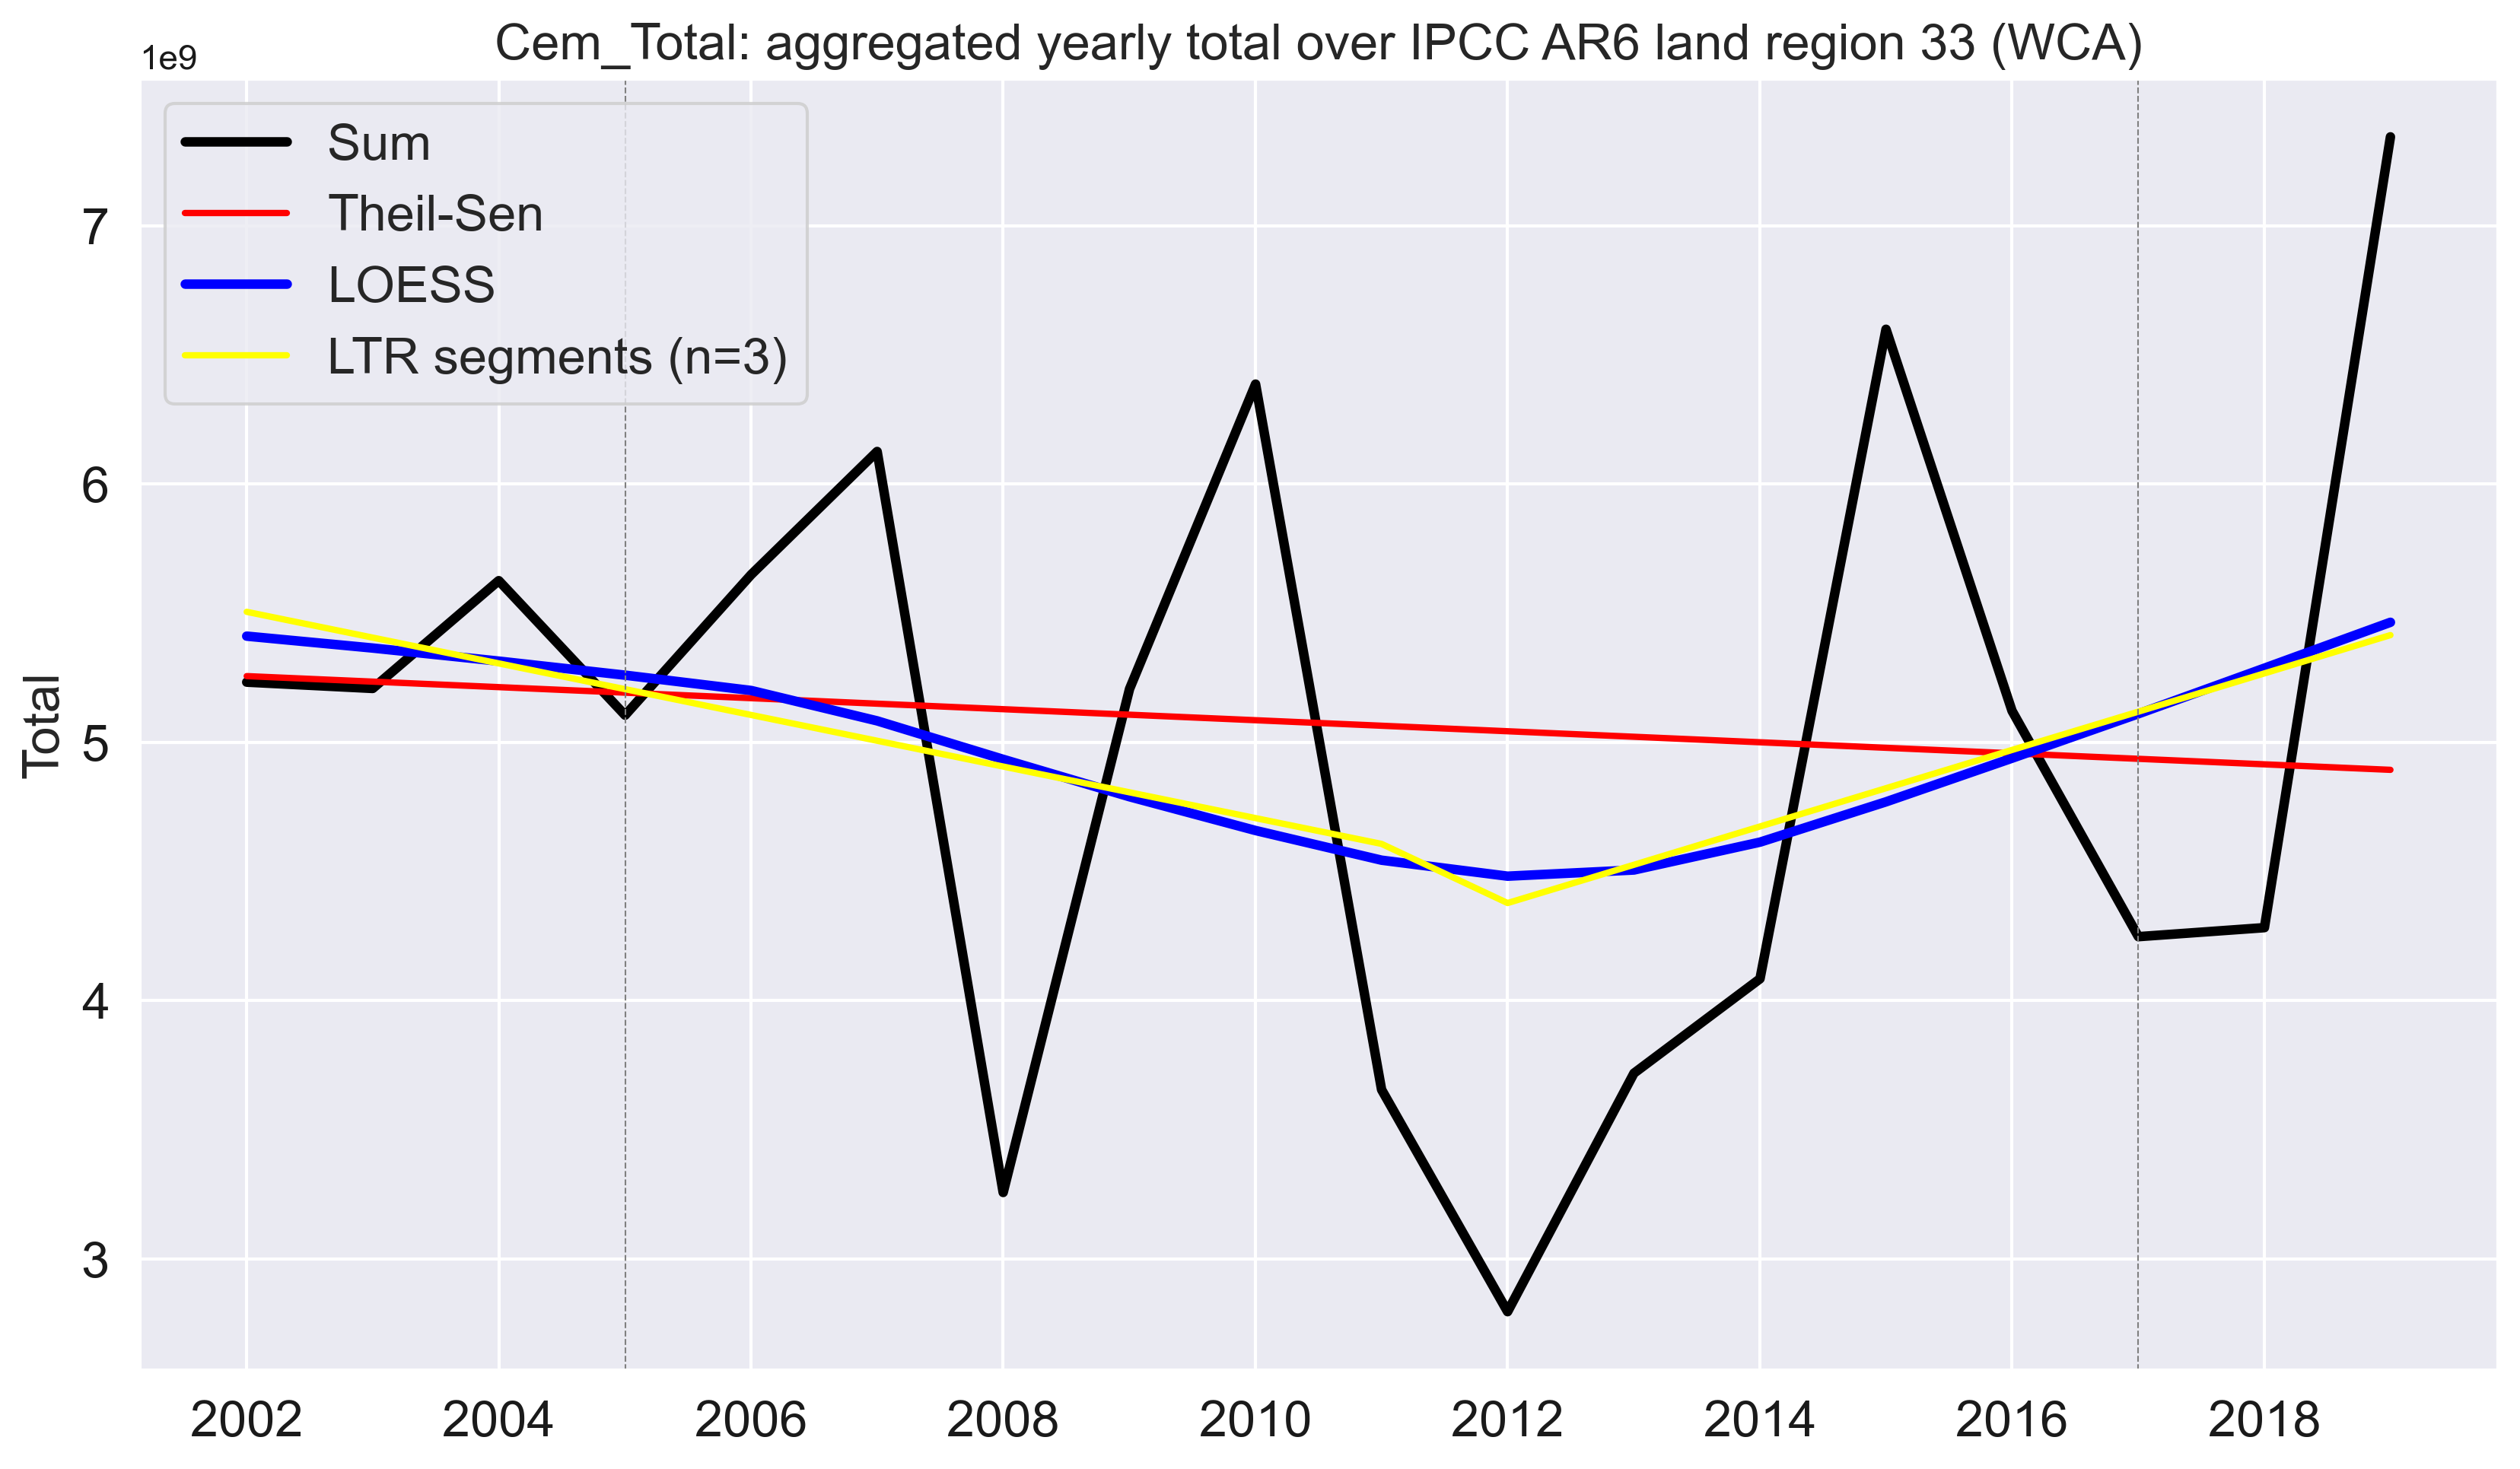 Cem_Total: aggregated yearly total over IPCC AR6 land region 33 (WCA)
1e9
Sum
Theil-Sen
LOESS
LTR segments (n=3)
7
6
5
4
3
Total
2002
2004
2006
2008
2010
2012
2014
2016
2018